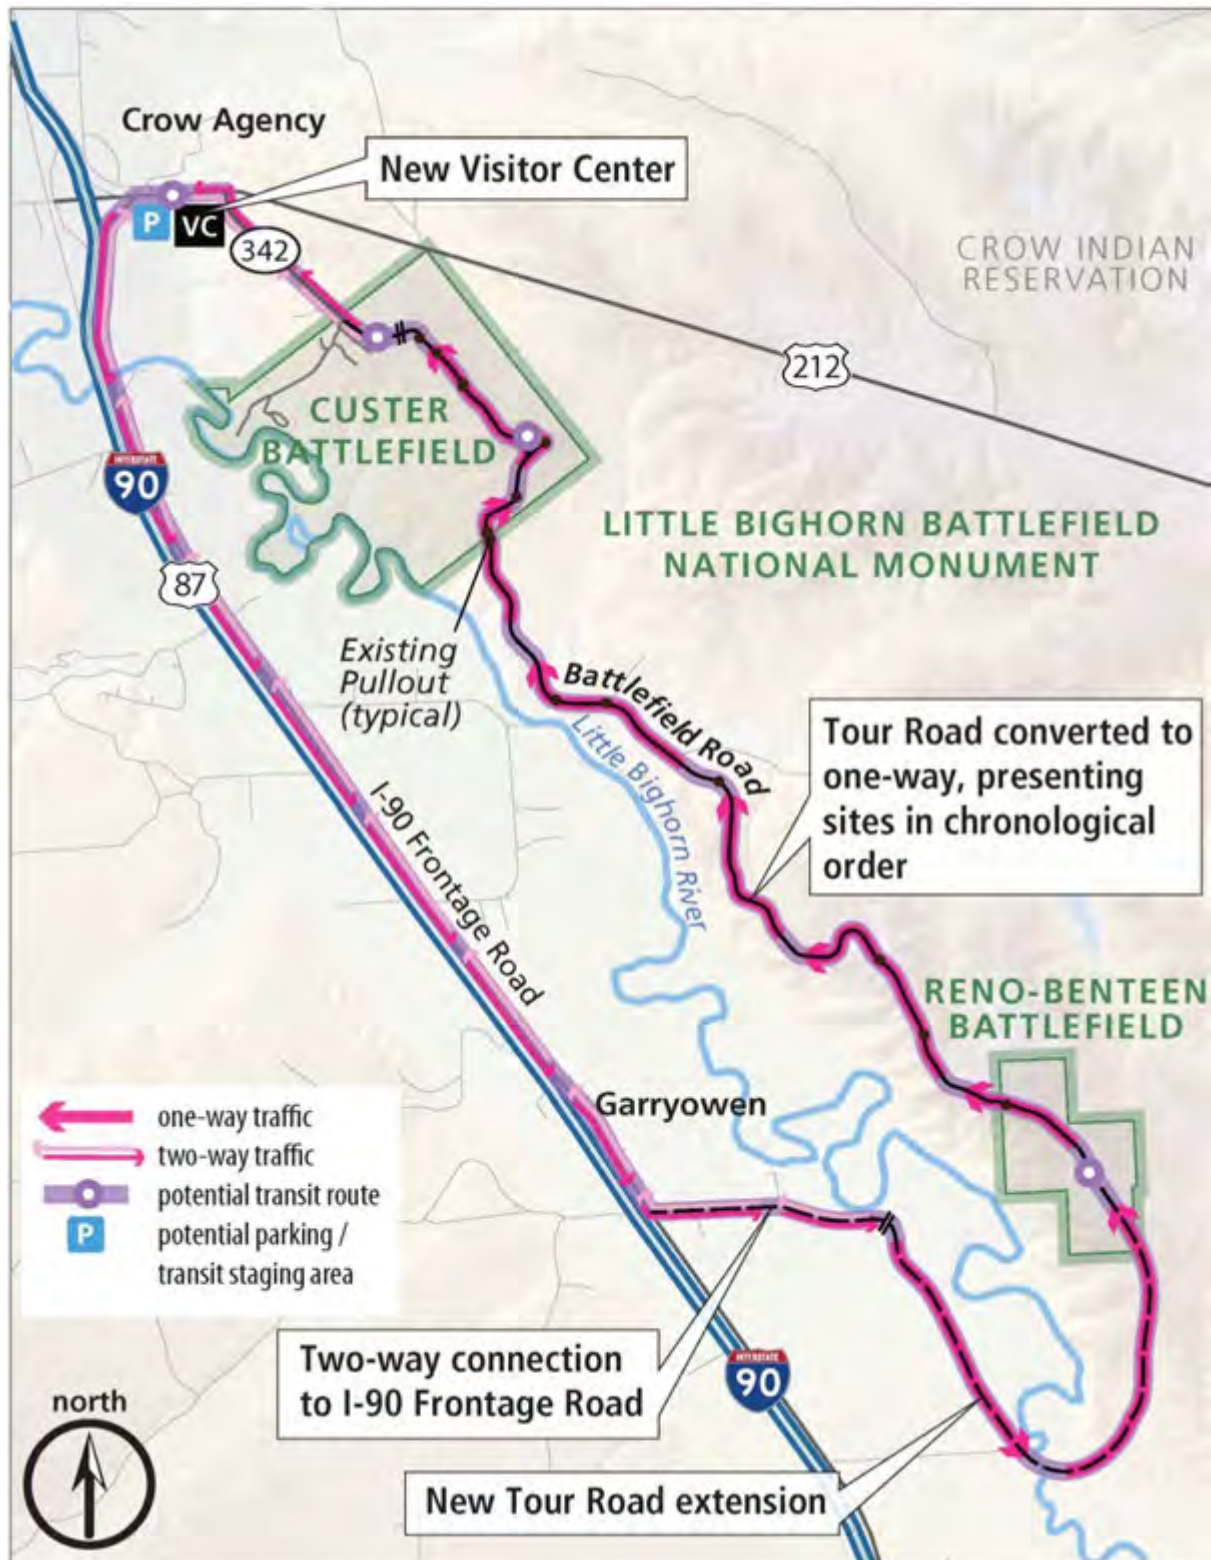 Crow Agency
New Visitor Center
P
VC
342
CROW INDIAN
RESERVATION
212
CUSTER
BATTLEFIELD
INTERSTATE
90
LITTLE BIGHORN BATTLEFIELD
NATIONAL MONUMENT
87
Existing
Pullout
(typical)
Battlefield Road
Little Bighorn River
Tour Road converted to
one-way, presenting
sites in chronological
order
I-90 Frontage Road
RENO-BENTEEN
BATTLEFIELD
Garryowen
one-way traffic
two-way traffic
potential transit route
P
potential parking /
transit staging area
Two-way connection
to I-90 Frontage Road
INTERSTATE
90
north
New Tour Road extension